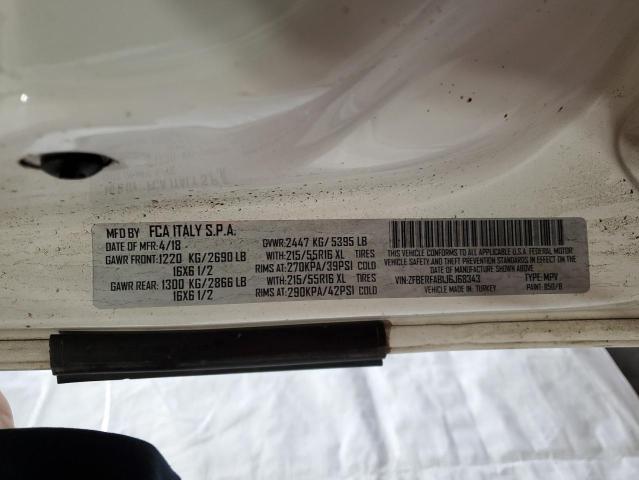 MFD BY FCA ITALY S.P.A.
DATE OF MFR: 4/18 GVWR: 2447 KG/ 5395 LB
GAWR FRONT: 1220 KG/ 2690 LB WITH: 215/55R16 XL TIRES
16X6 1/2 RIMS AT: 270KPA/39PSI COLD
GAWR REAR: 1300 KG/ 2866 LB WITH: 215/55R16 XL TIRES
16X6 1/2 RIMS AT: 290KPA/42PSI COLD
THIS VEHICLE CONFORMS TO ALL APPLICABLE U.S.A. FEDERAL MOTOR
VEHICLE SAFETY AND THEFT PREVENTION STANDARDS IN EFFECT ON
THE DATE OF MANUFACTURE SHOWN ABOVE.
VIN: ZFBERFABIJ6J68343 TYPE: MPV
VEHICLE MADE IN: TURKEY PAINT: 850/B